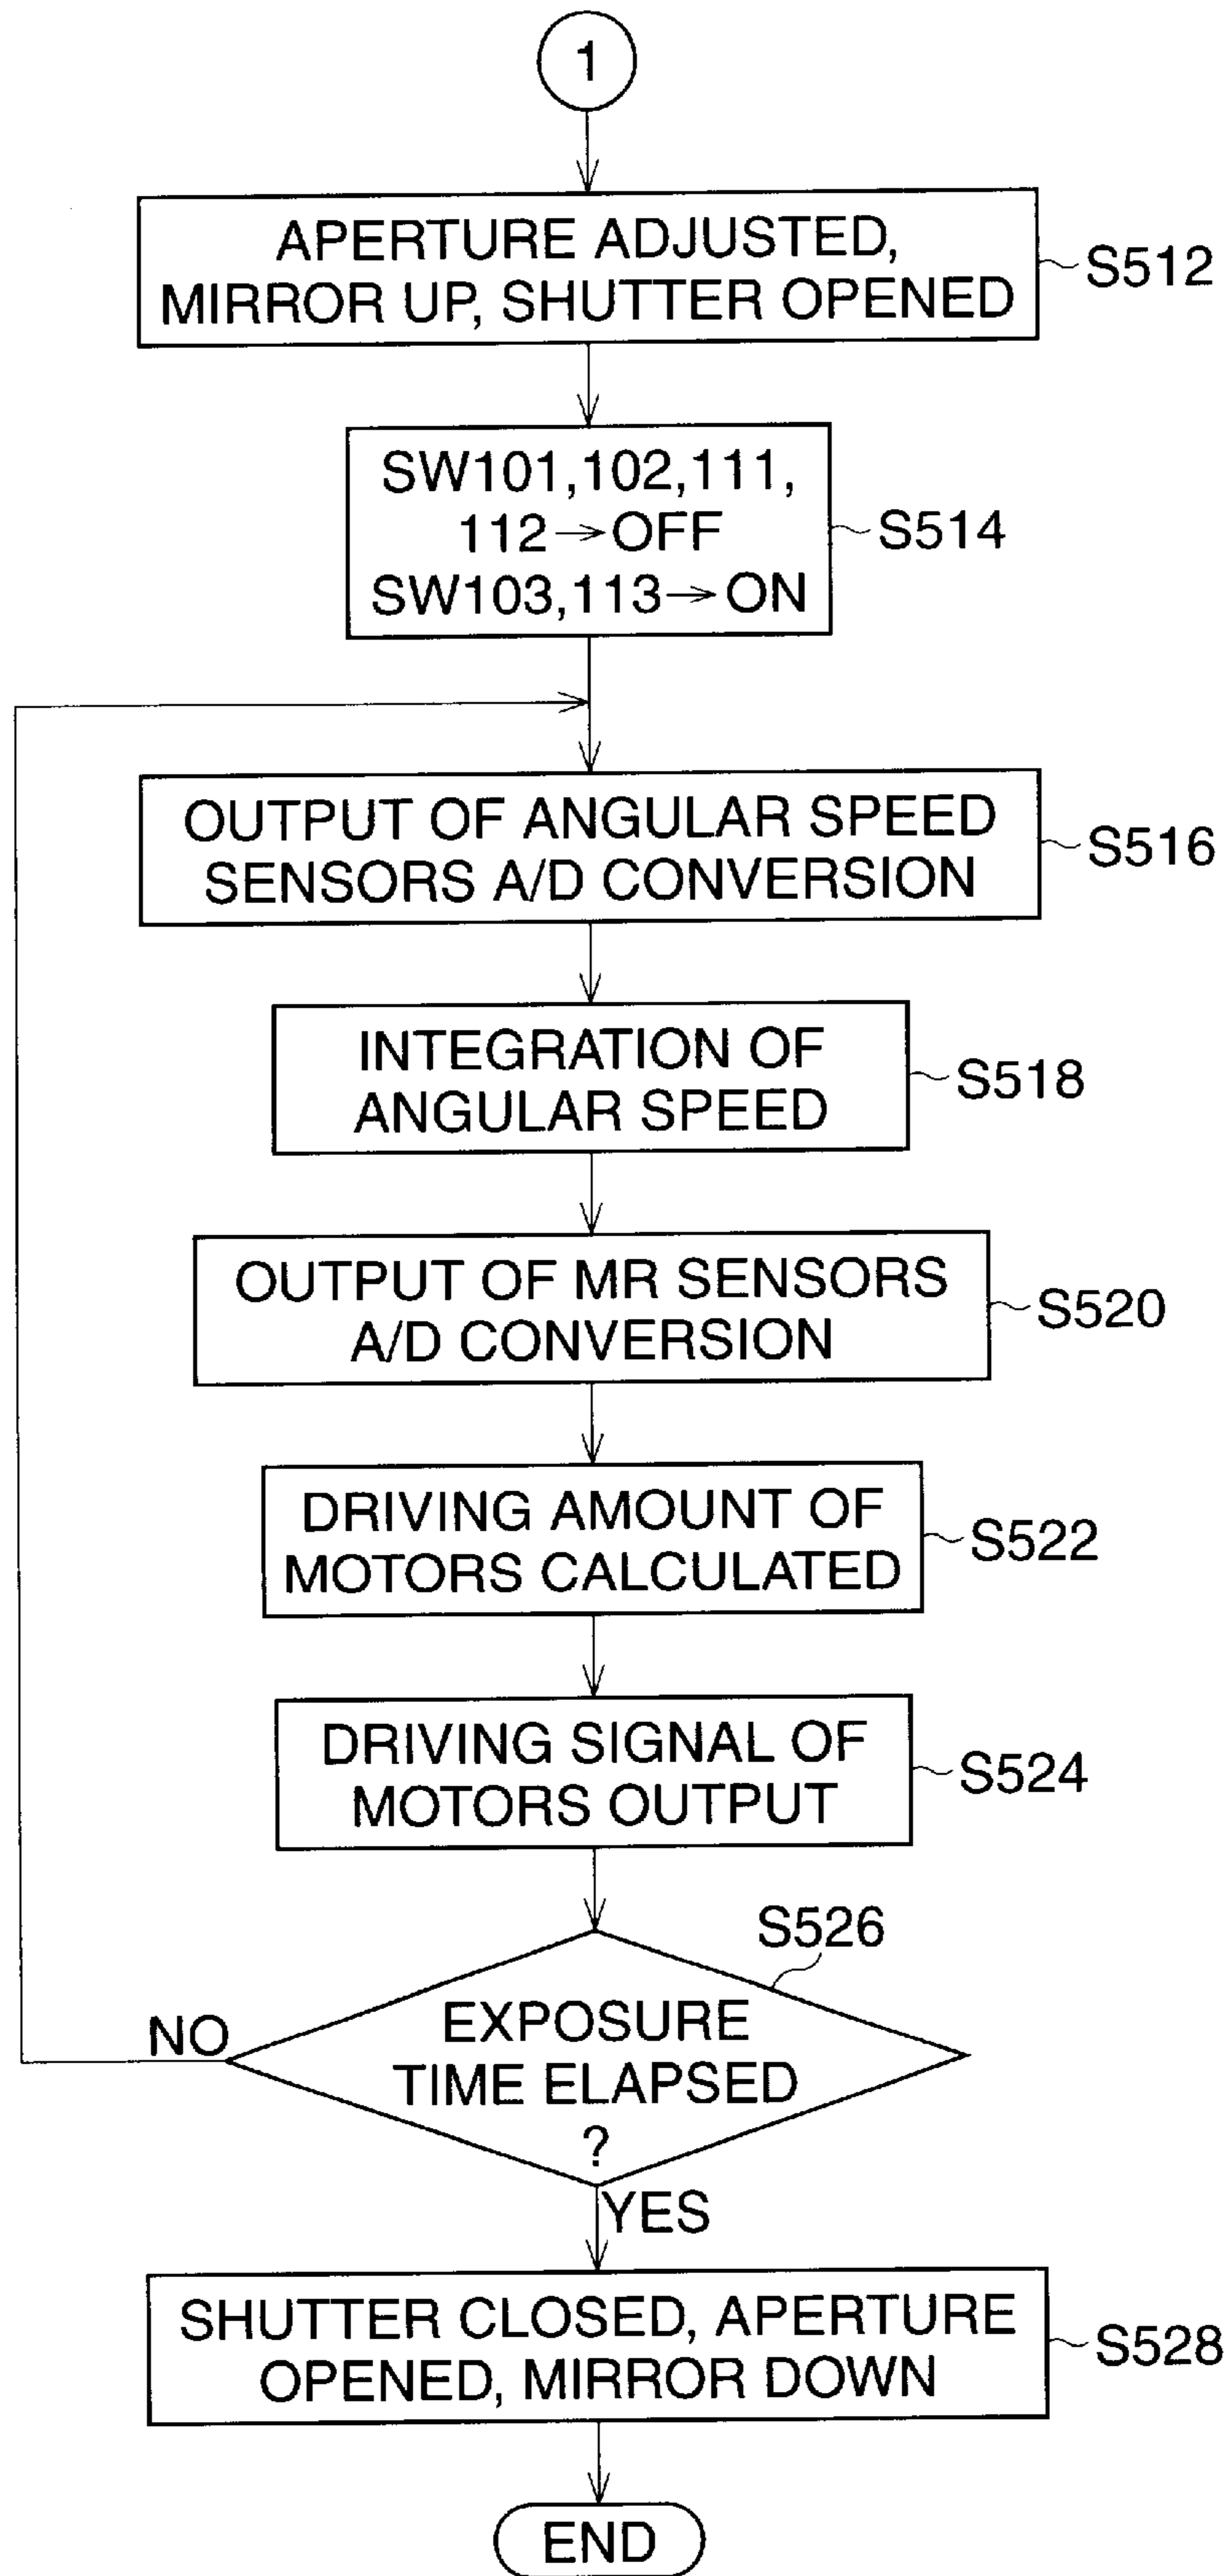 1
APERTURE ADJUSTED,
MIRROR UP, SHUTTER OPENED
S512
SW101,102,111,
112→OFF
SW103,113→ON
S514
OUTPUT OF ANGULAR SPEED
SENSORS A/D CONVERSION
S516
INTEGRATION OF
ANGULAR SPEED
S518
OUTPUT OF MR SENSORS
A/D CONVERSION
S520
DRIVING AMOUNT OF
MOTORS CALCULATED
S522
DRIVING SIGNAL OF
MOTORS OUTPUT
S524
S526
EXPOSURE
TIME ELAPSED
?
NO
YES
SHUTTER CLOSED, APERTURE
OPENED, MIRROR DOWN
S528
END